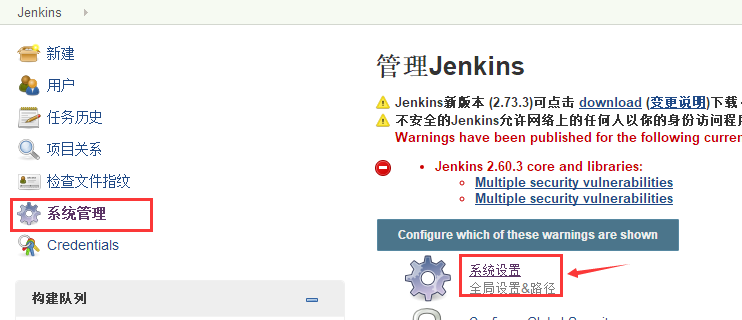 Jenkins
新建
用户
任务历史
项目关系
检查文件指纹
系统管理
Credentials
构建队列
管理Jenkins
Jenkins新版本 (2.73.3)可点击 download (变更说明)下载
不安全的Jenkins允许网络上的任何人以你的身份访问程
Warnings have been published for the following curren
Jenkins 2.60.3 core and libraries:
Multiple security vulnerabilities
Multiple security vulnerabilities
Configure which of these warnings are shown
系统设置
全局设置&路径